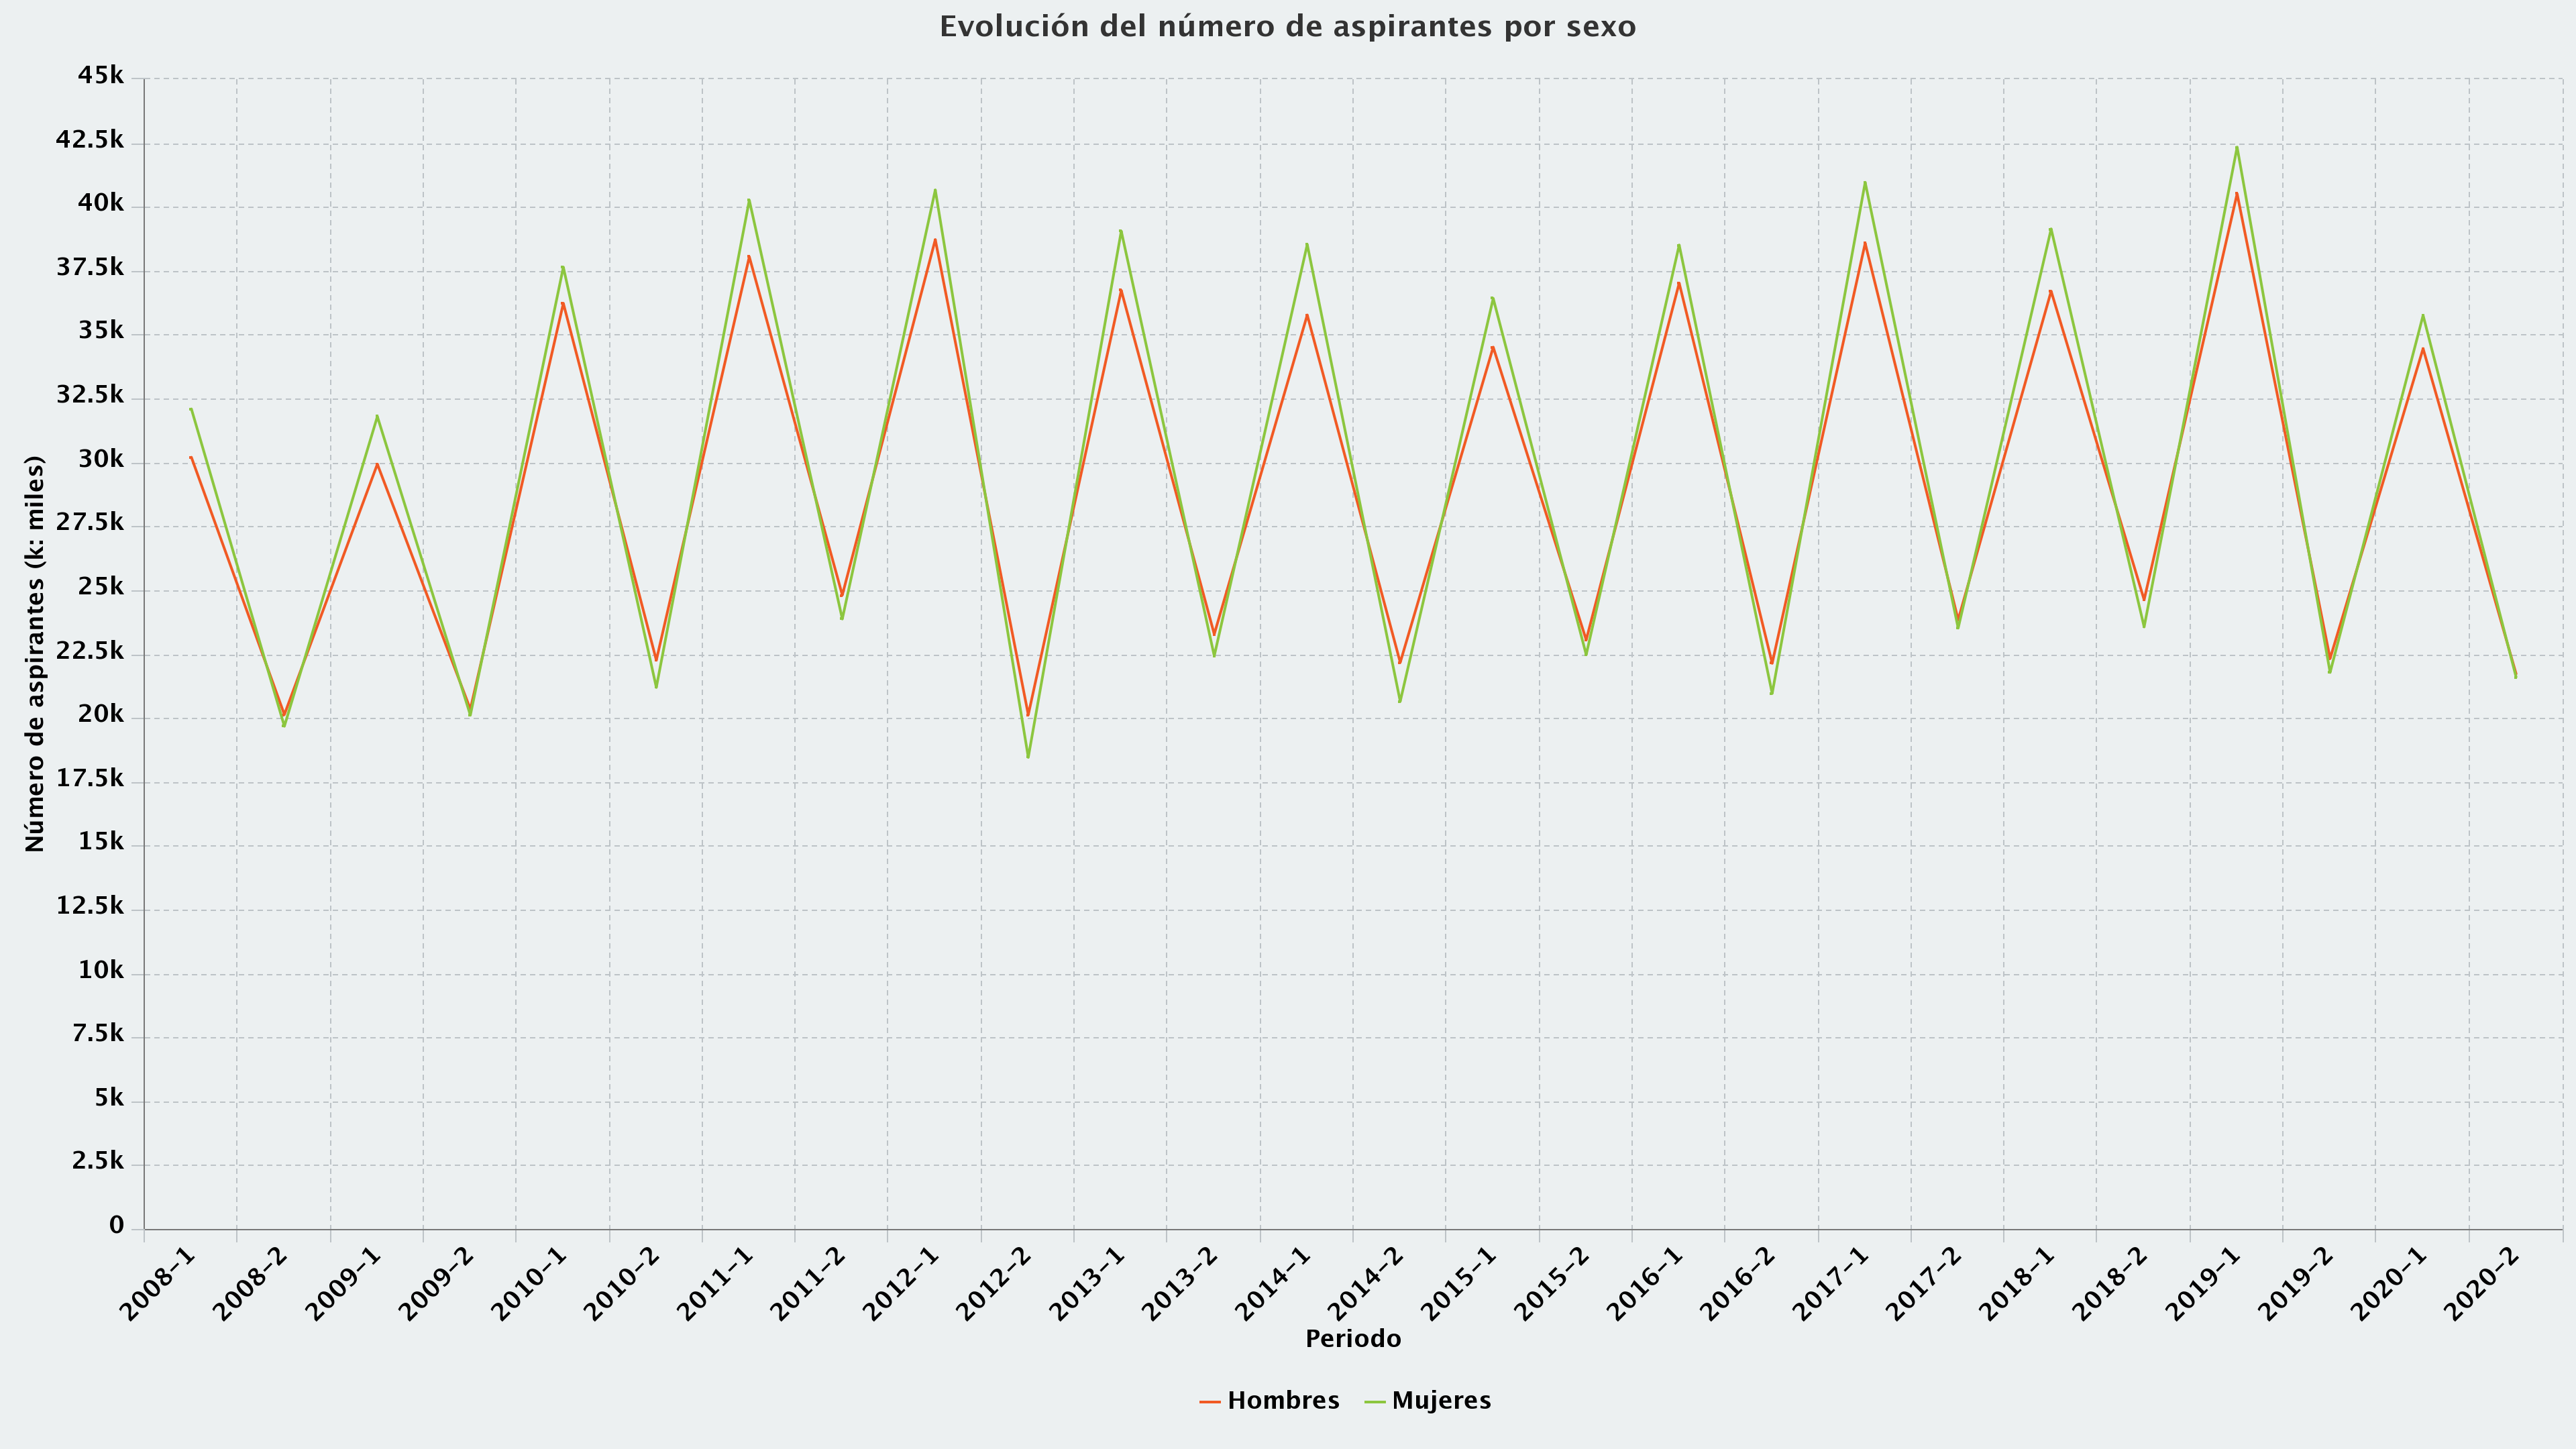 Evolución del número de aspirantes por sexo
45k
42.5k
40k
37.5k
35k
32.5k
30k
27.5k
25k
22.5k
20k
17.5k
15k
12.5k
10k
7.5k
5k
2.5k
0
Número de aspirantes (k: miles)
2008-1
2008-2
2009-1
2009-2
2010-1
2010-2
2011-1
2011-2
2012-1
2012-2
2013-1
2013-2
2014-1
2014-2
2015-1
2015-2
2016-1
2016-2
2017-1
2017-2
2018-1
2018-2
2019-1
2019-2
2020-1
2020-2
Periodo
Hombres Mujeres